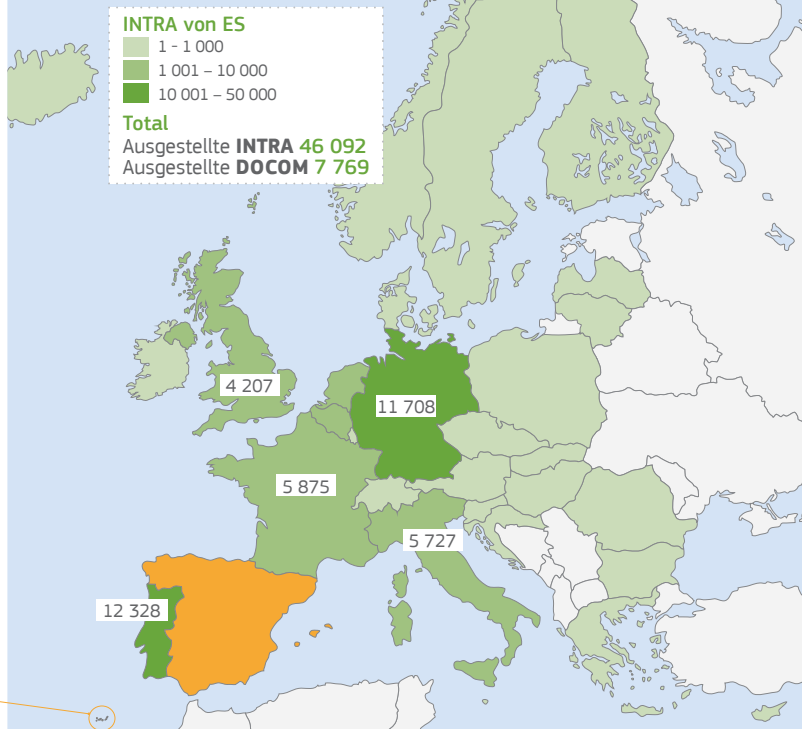 INTRA von ES
1 - 1 000
1 001 – 10 000
10 001 – 50 000
Total
Ausgestellte INTRA 46 092
Ausgestellte DOCOM 7 769
4 207
11 708
5 875
5 727
12 328